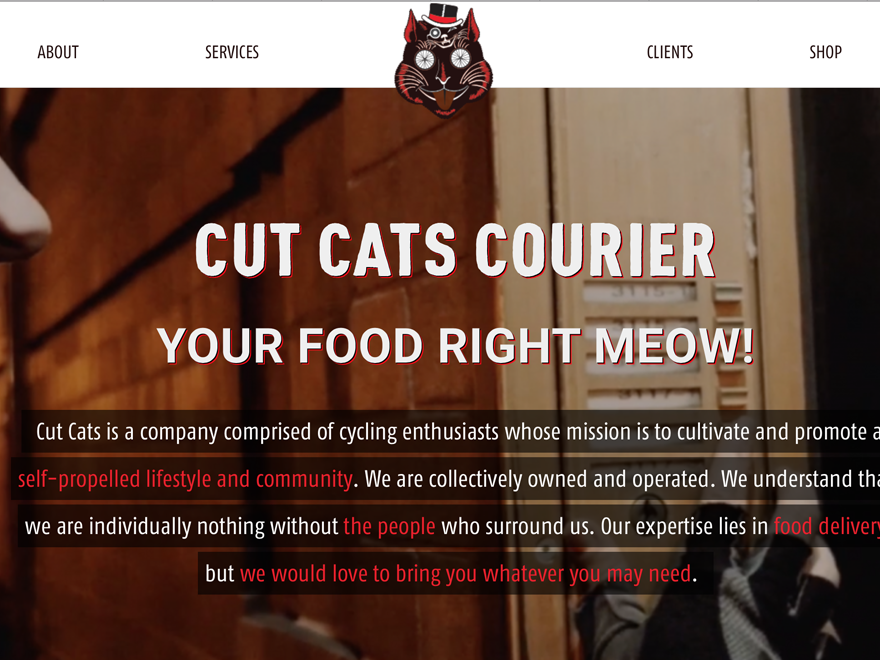 ABOUT SERVICES CLIENTS SHOP
CUT CATS COURIER
YOUR FOOD RIGHT MEOW!
Cut Cats is a company comprised of cycling enthusiasts whose mission is to cultivate and promote a
self-propelled lifestyle and community. We are collectively owned and operated. We understand tha
we are individually nothing without the people who surround us. Our expertise lies in food delivery
but we would love to bring you whatever you may need.